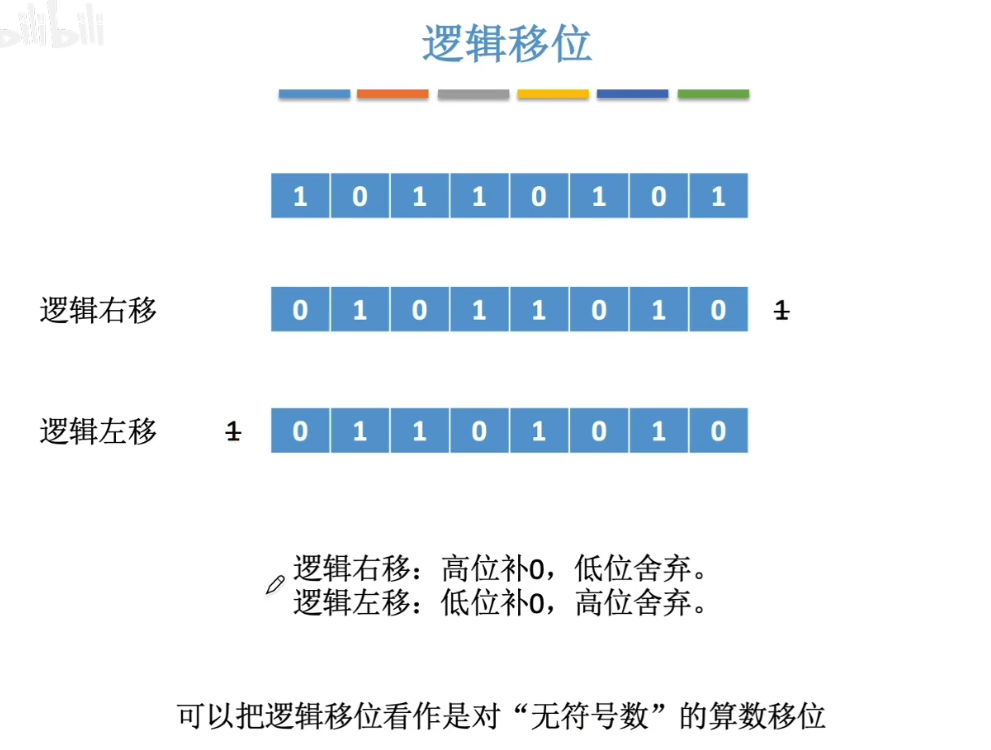 bilibili
逻辑移位
1 0 1 1 0 1 0 1
逻辑右移 0 1 0 1 1 0 1 0 1
逻辑左移 1 0 1 1 0 1 0 1 0
逻辑右移：高位补0，低位舍弃。
逻辑左移：低位补0，高位舍弃。
可以把逻辑移位看作是对“无符号数”的算数移位